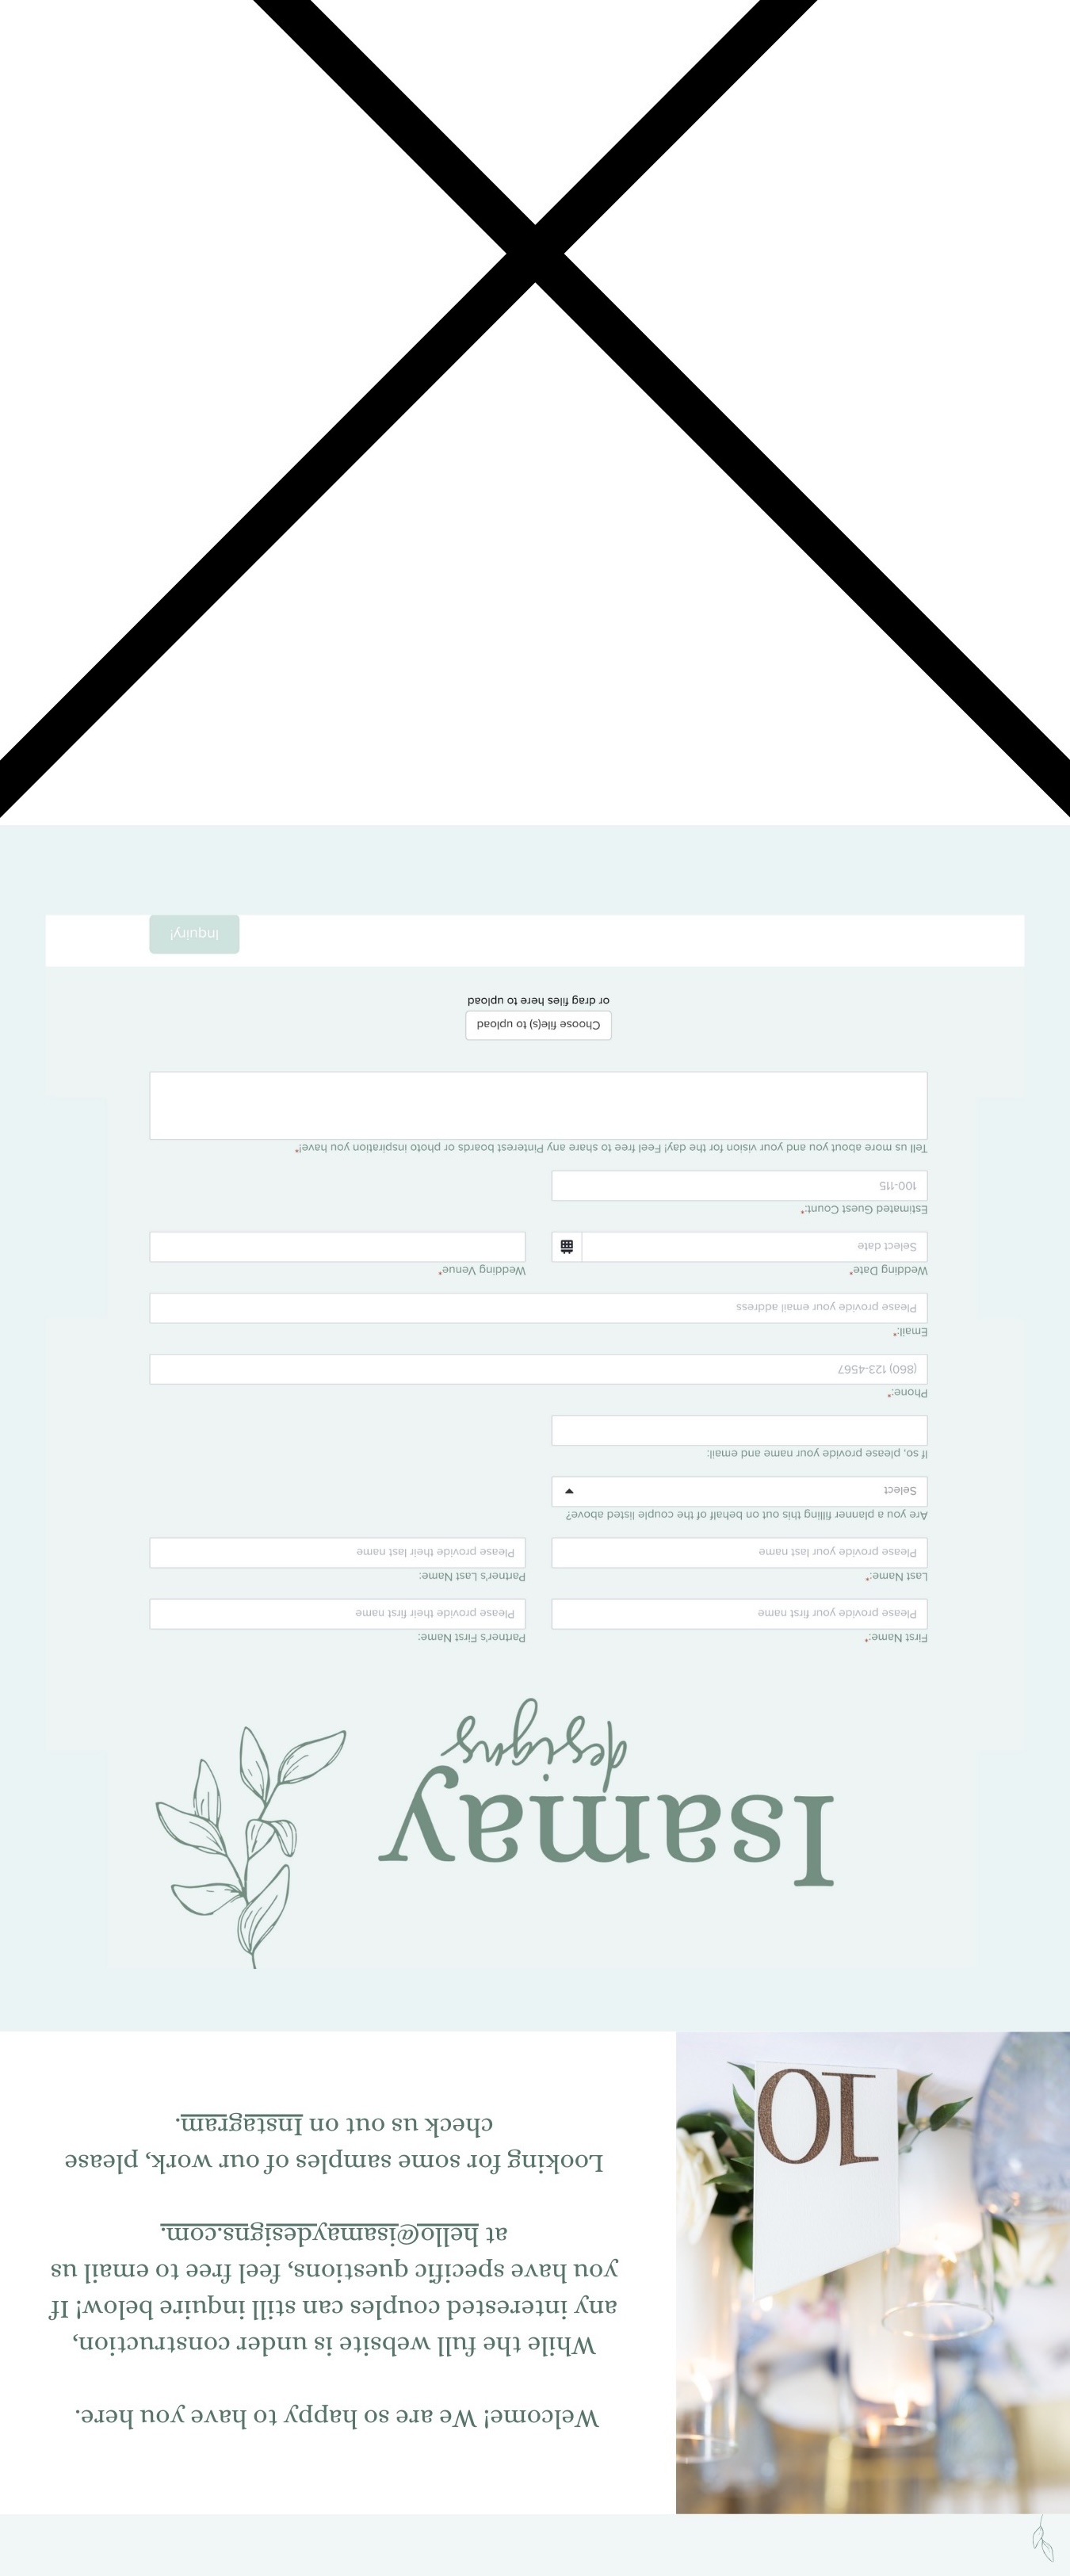 Welcome! We are so happy to have you here.
While the full website is under construction,
any interested couples can still inquire below! If
you have specific questions, feel free to email us
at hello@isamaydesigns.com.
Looking for some samples of our work, please
check us out on Instagram.
10
Isamay
designs
First Name:*
Partner's First Name:
Please provide your first name
Please provide their first name
Last Name:*
Partner's Last Name:
Please provide your last name
Please provide their last name
Are you a planner filling this out on behalf of the couple listed above?
Select
If so, please provide your name and email:
Phone:*
(860) 123-4567
Email:*
Please provide your email address
Wedding Date*
Wedding Venue*
Select date
Estimated Guest Count:*
100-115
Tell us more about you and your vision for the day! Feel free to share any Pinterest boards or photo inspiration you have!*
Choose file(s) to upload
or drag files here to upload
Inquiry!